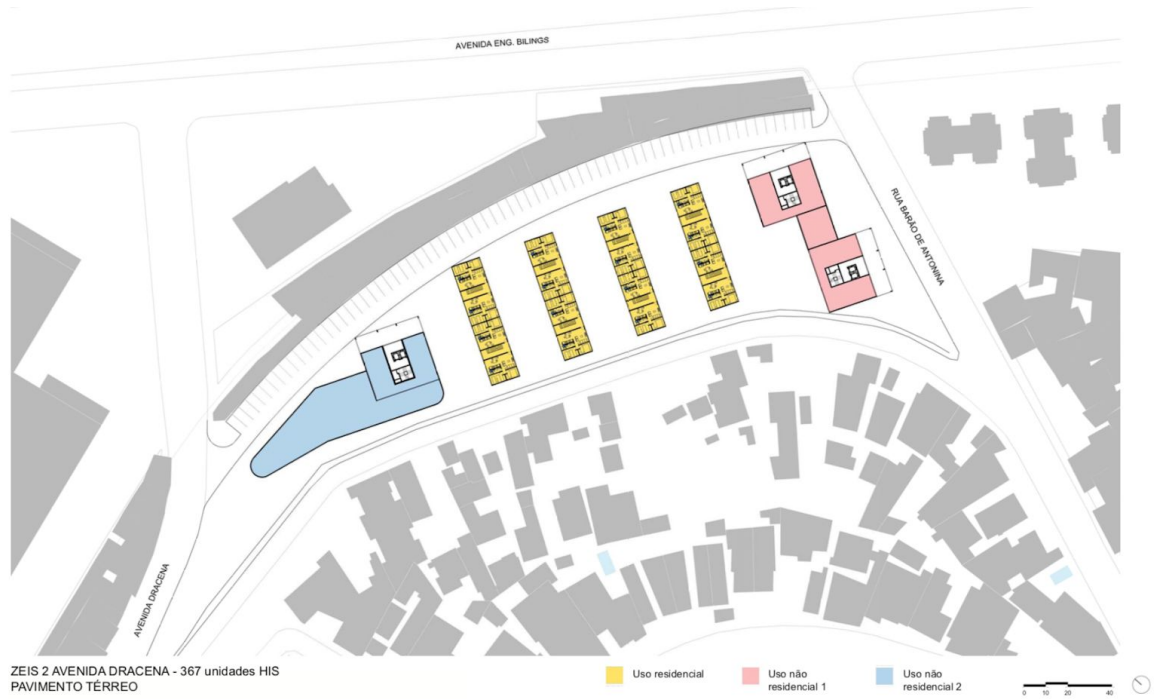 AVENIDA ENG. BILINGS
RUA BARÃO DE ANTONINA
AVENIDA DRACENA
ZEIS 2 AVENIDA DRACENA - 367 unidades HIS
PAVIMENTO TÉRREO
Uso residencial
Uso não
residencial 1
Uso não
residencial 2
0 10 20 40